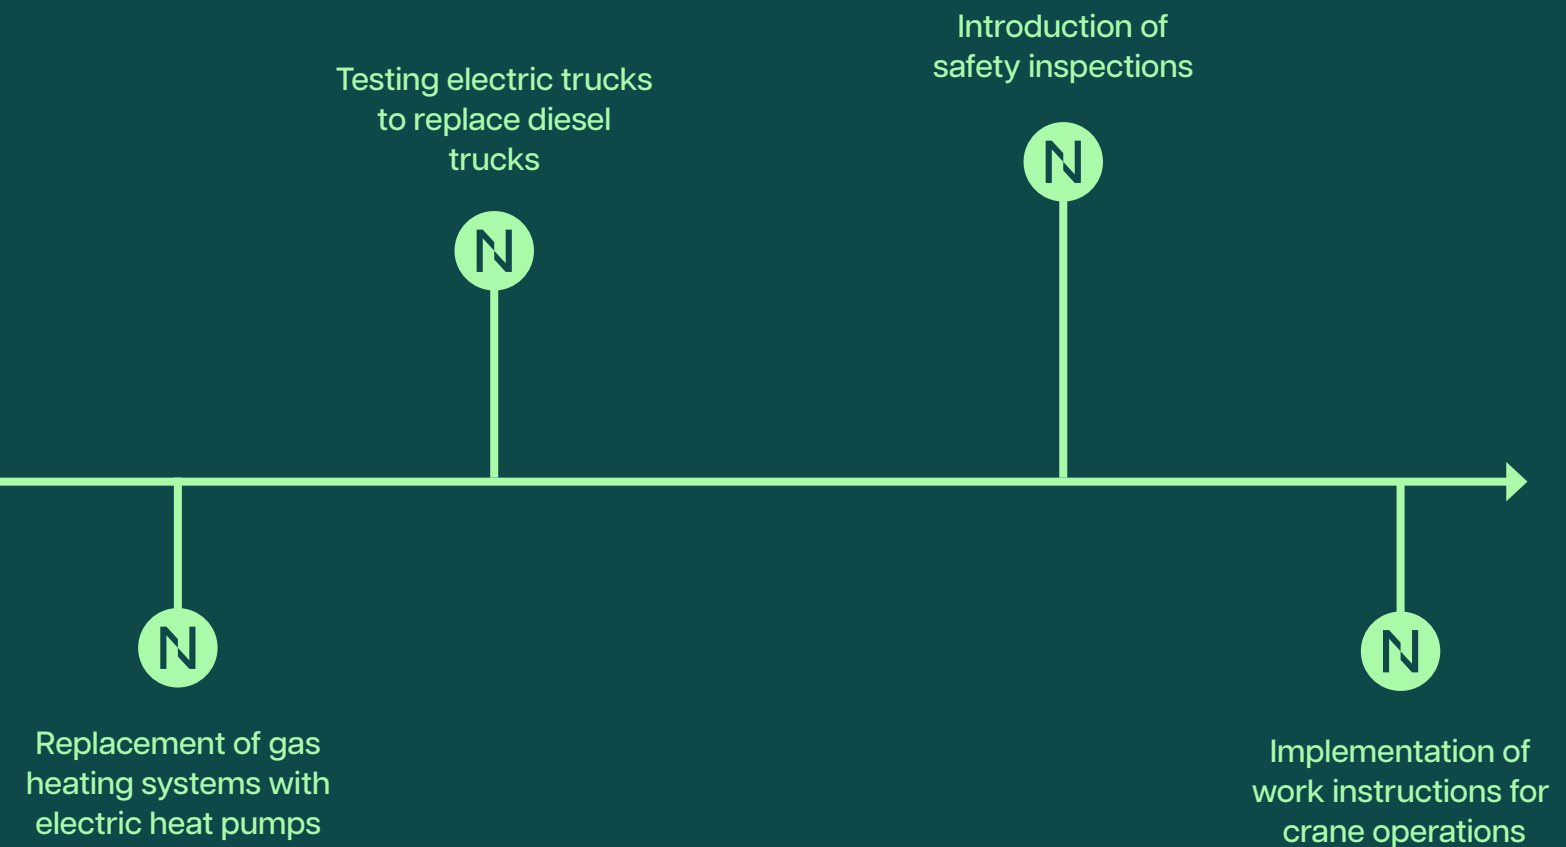 Introduction of
safety inspections
Testing electric trucks
to replace diesel
trucks
N
N
Replacement of gas
heating systems with
electric heat pumps
N
N
Implementation of
work instructions for
crane operations